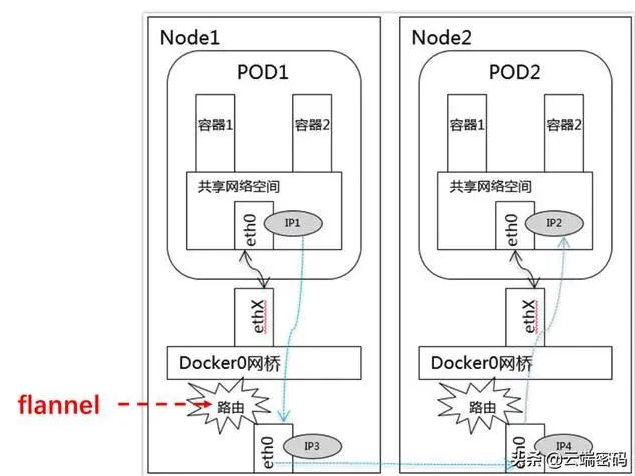 Node1
POD1
容器1
容器2
共享网络空间
eth0
IP1
ethX
Docker0网桥
flannel
路由
eth0
IP3
Node2
POD2
容器1
容器2
共享网络空间
eth0
IP2
ethX
Docker0网桥
路由
eth0
IP4
头条@云端密码